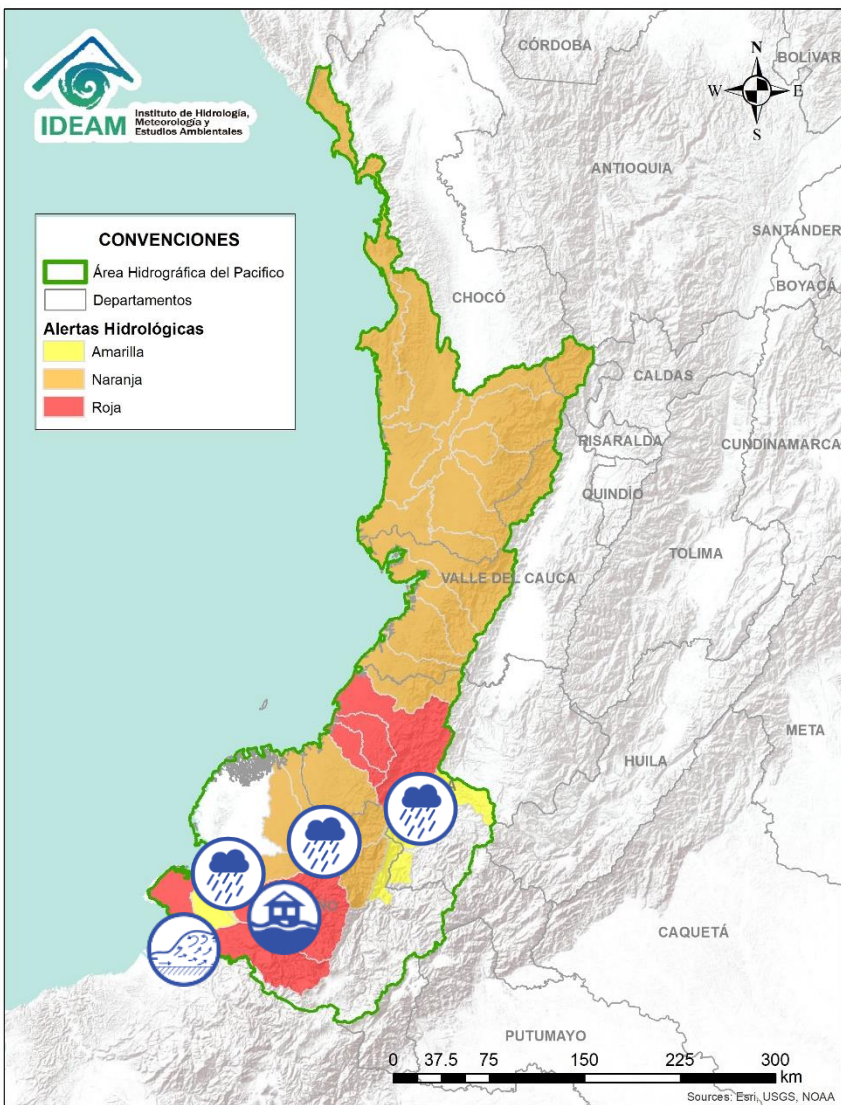 IDEAM
Instituto de Hidrología,
Meteorología y
Estudios Ambientales
CÓRDOBA
BOLÍVAR
N
W
E
S
ANTIOQUIA
SANTANDER
BOYACÁ
CONVENCIONES
Área Hidrográfica del Pacifico
Departamentos
Alertas Hidrológicas
Amarilla
Naranja
Roja
CHOCÓ
CALDAS
RISARALDA
CUNDINAMARCA
QUINDÍO
TOLIMA
VALLE DEL CAUCA
META
HUILA
CAQUETÁ
PUTUMAYO
0 37.5 75 150 225 300
km
Sources: Esri, USGS, NOAA